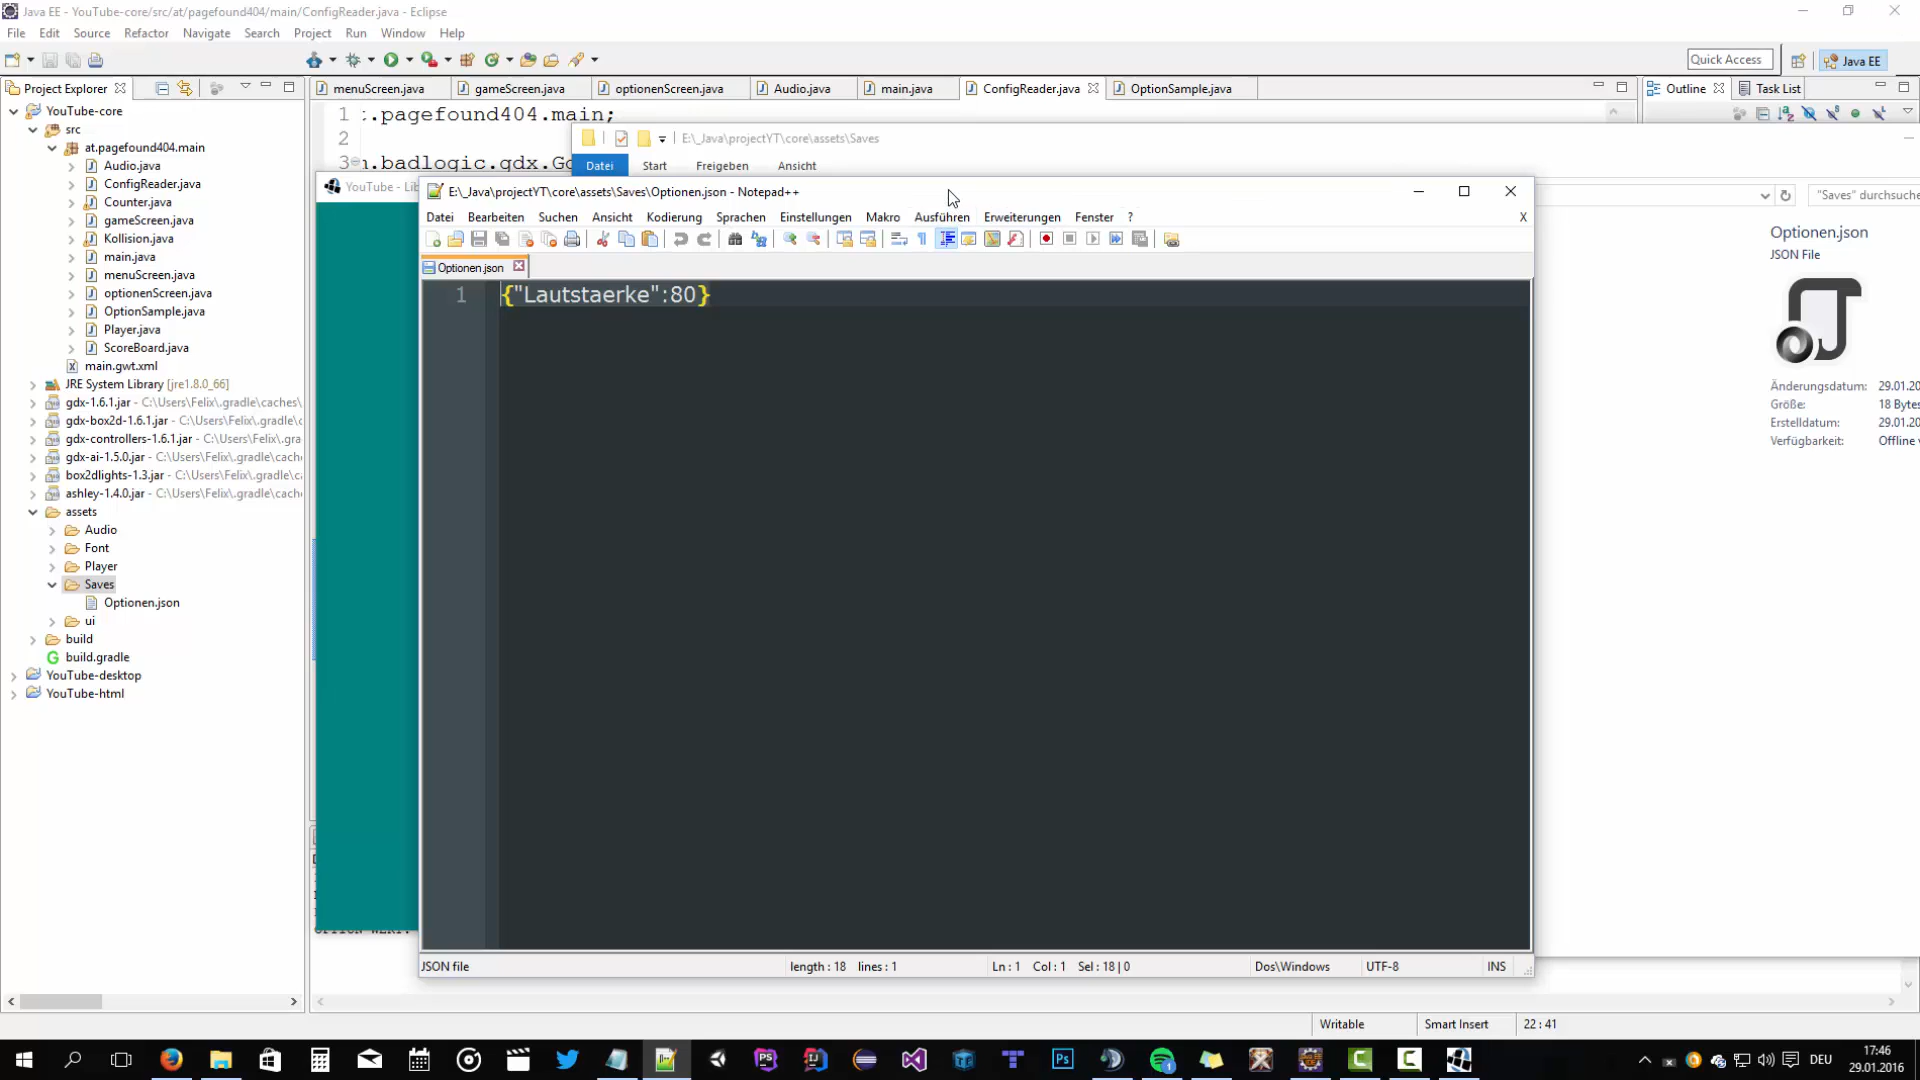 Java EE - YouTube-core/src/at/pagefound404/main/ConfigReader.java - Eclipse
File Edit Source Refactor Navigate Search Project Run Window Help
Quick Access
Java EE
Project Explorer
menuScreen.java gameScreen.java optionenScreen.java Audio.java main.java ConfigReader.java OptionSample.java
Outline Task List
YouTube-core
src
at.pagefound404.main
Audio.java
ConfigReader.java
Counter.java
gameScreen.java
Kollision.java
main.java
menuScreen.java
optionenScreen.java
OptionSample.java
Player.java
ScoreBoard.java
main.gwt.xml
JRE System Library [jre1.8.0_66]
gdx-1.6.1.jar - C:\Users\Felix\.gradle\caches\
gdx-box2d-1.6.1.jar - C:\Users\Felix\.gradle\c
gdx-controllers-1.6.1.jar - C:\Users\Felix\.gra
gdx-ai-1.5.0.jar - C:\Users\Felix\.gradle\cach
box2dlights-1.3.jar - C:\Users\Felix\.gradle\c
ashley-1.4.0.jar - C:\Users\Felix\.gradle\cache
assets
Audio
Font
Player
Saves
Optionen.json
ui
build
build.gradle
YouTube-desktop
YouTube-html
1 :.pagefound404.main;
2
3 n.badlogic.gdx.G
E:\_Java\projectYT\core\assets\Saves
Datei Start Freigeben Ansicht
YouTube - Li
"Saves" durchsuche
E:\_Java\projectYT\core\assets\Saves\Optionen.json - Notepad++
Datei Bearbeiten Suchen Ansicht Kodierung Sprachen Einstellungen Makro Ausführen Erweiterungen Fenster ? X
Optionen.json
1 {"Lautstaerke":80}
JSON file length : 18 lines : 1 Ln : 1 Col : 1 Sel : 18 | 0 Dos\Windows UTF-8 INS
Optionen.json
JSON File
Änderungsdatum: 29.01.20
Größe: 18 Bytes
Erstelldatum: 29.01.20
Verfügbarkeit: Offline v
Writable Smart Insert 22 : 41
DEU
17:46
29.01.2016